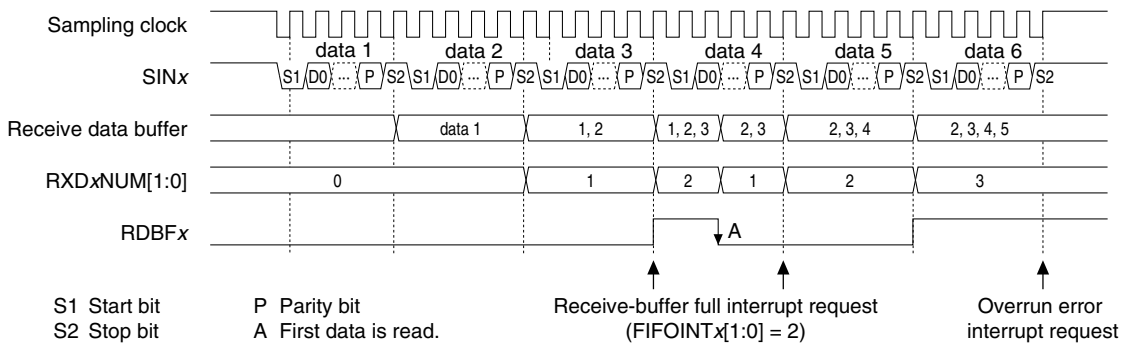 Sampling clock
data 1 data 2 data 3 data 4 data 5 data 6
SINx S1 D0 ... P S2 S1 D0 ... P S2 S1 D0 ... P S2 S1 D0 ... P S2 S1 D0 ... P S2 S1 D0 ... P S2
Receive data buffer data 1 1, 2 1, 2, 3 2, 3 2, 3, 4 2, 3, 4, 5
RXDxNUM[1:0] 0 1 2 1 2 3
RDBFx A
S1 Start bit P Parity bit Receive-buffer full interrupt request Overrun error
S2 Stop bit A First data is read. (FIFOINTx[1:0] = 2) interrupt request